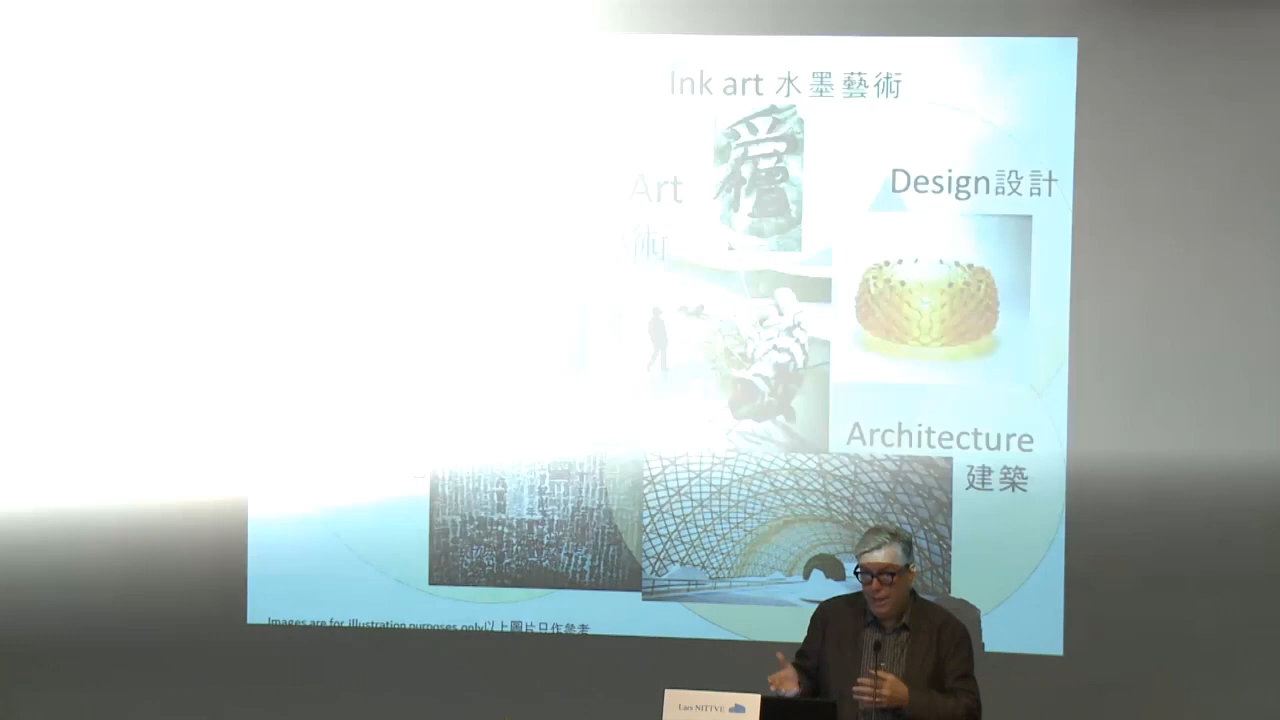 Ink art 水墨藝術
Art
術
Design設計
Architecture
建築
Images are for illustration purposes only以上圖片只作參考
Lars NITTVE